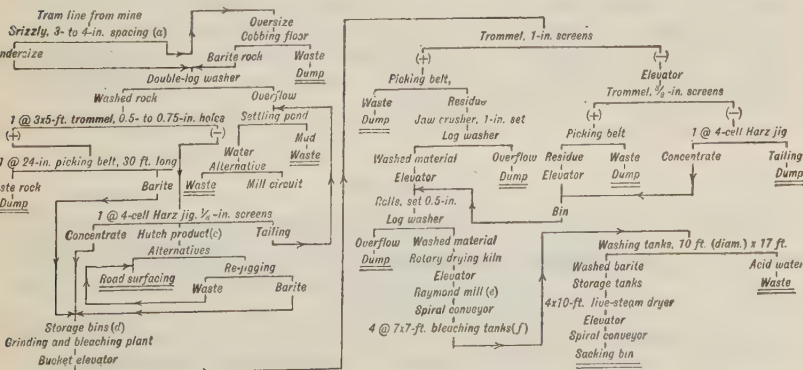 Tram line from mine
Grizzly, 3- to 4-in. spacing (a)
Oversize
Cobbing floor
Undersize
Barite rock
Waste
Dump
Double-log washer
Washed rock
Overflow
1 @ 3x5-ft. trommel, 0.5- to 0.75-in. holes
Settling pond
(+)
(-)
Water
Mud
Waste
1 @ 24-in. picking belt, 30 ft. long
Alternative
Waste rock
Dump
Barite
Waste
Mill circuit
1 @ 4-cell Harz jig, 1/4-in. screens
Concentrate
Hutch product(c)
Tailing
Alternatives
Road surfacing
Re-jigging
Waste
Barite
Storage bins (d)
Grinding and bleaching plant
Bucket elevator
Trommel, 1-in. screens
(+)
(-)
Picking belt,
Elevator
Trommel, 3/8-in. screens
Waste
Dump
Residue
Jaw crusher, 1-in. set
Log washer
(+)
(-)
Picking belt
1 @ 4-cell Harz jig
Washed material
Elevator
Overflow
Dump
Residue
Elevator
Waste
Dump
Concentrate
Tailing
Dump
Bin
Rolls, set 0.5-in.
Log washer
Overflow
Dump
Washed material
Rotary drying kiln
Elevator
Raymond mill (e)
Spiral conveyor
4 @ 7x7-ft. bleaching tanks(f)
Washing tanks, 10 ft. (diam.) x 17 ft.
Washed barite
Storage tanks
Acid water
Waste
4x10-ft. live-steam dryer
Elevator
Spiral conveyor
Sacking bin